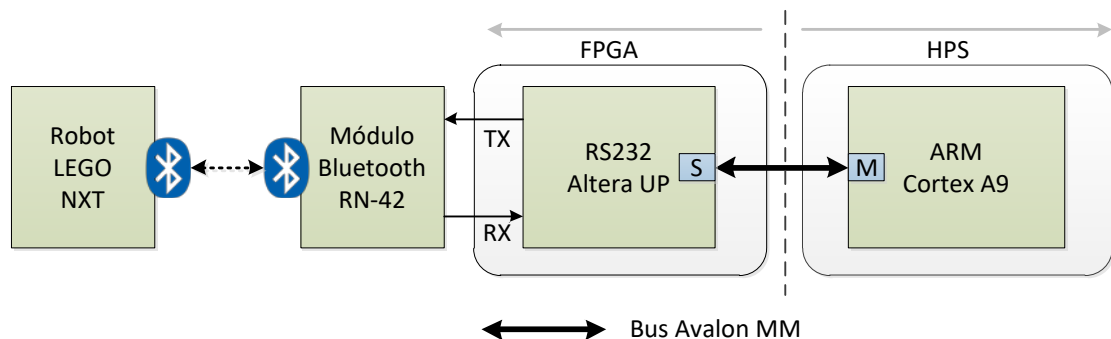 FPGA
HPS
Robot
LEGO
NXT
Módulo
Bluetooth
RN-42
TX
RX
RS232
Altera UP
S
M
ARM
Cortex A9
Bus Avalon MM